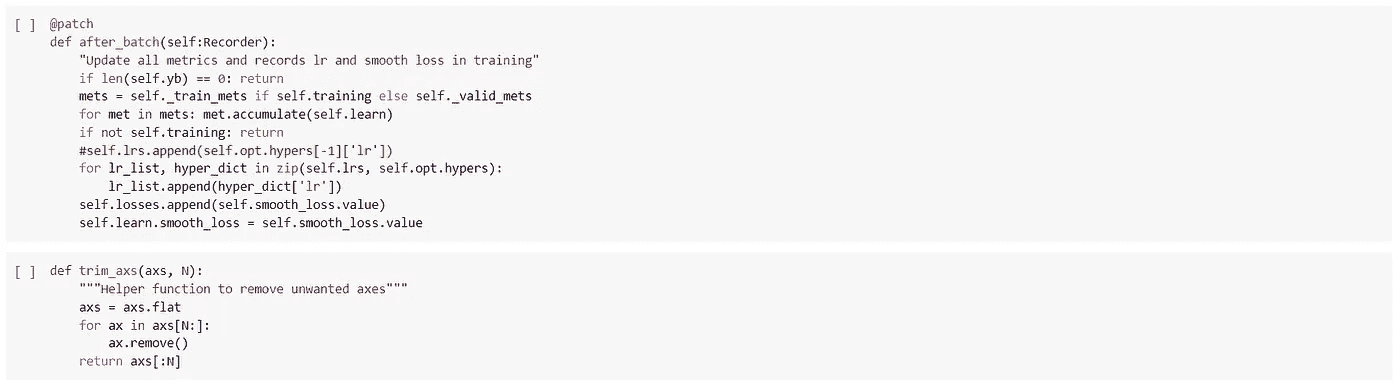 [ ] @patch
def after_batch(self:Recorder):
    "Update all metrics and records lr and smooth loss in training"
    if len(self.yb) == 0: return
    mets = self._train_mets if self.training else self._valid_mets
    for met in mets: met.accumulate(self.learn)
    if not self.training: return
    #self.lrs.append(self.opt.hypers[-1]['lr'])
    for lr_list, hyper_dict in zip(self.lrs, self.opt.hypers):
        lr_list.append(hyper_dict['lr'])
    self.losses.append(self.smooth_loss.value)
    self.learn.smooth_loss = self.smooth_loss.value
[ ] def trim_axs(axs, N):
    """Helper function to remove unwanted axes"""
    axs = axs.flat
    for ax in axs[N:]:
        ax.remove()
    return axs[:N]